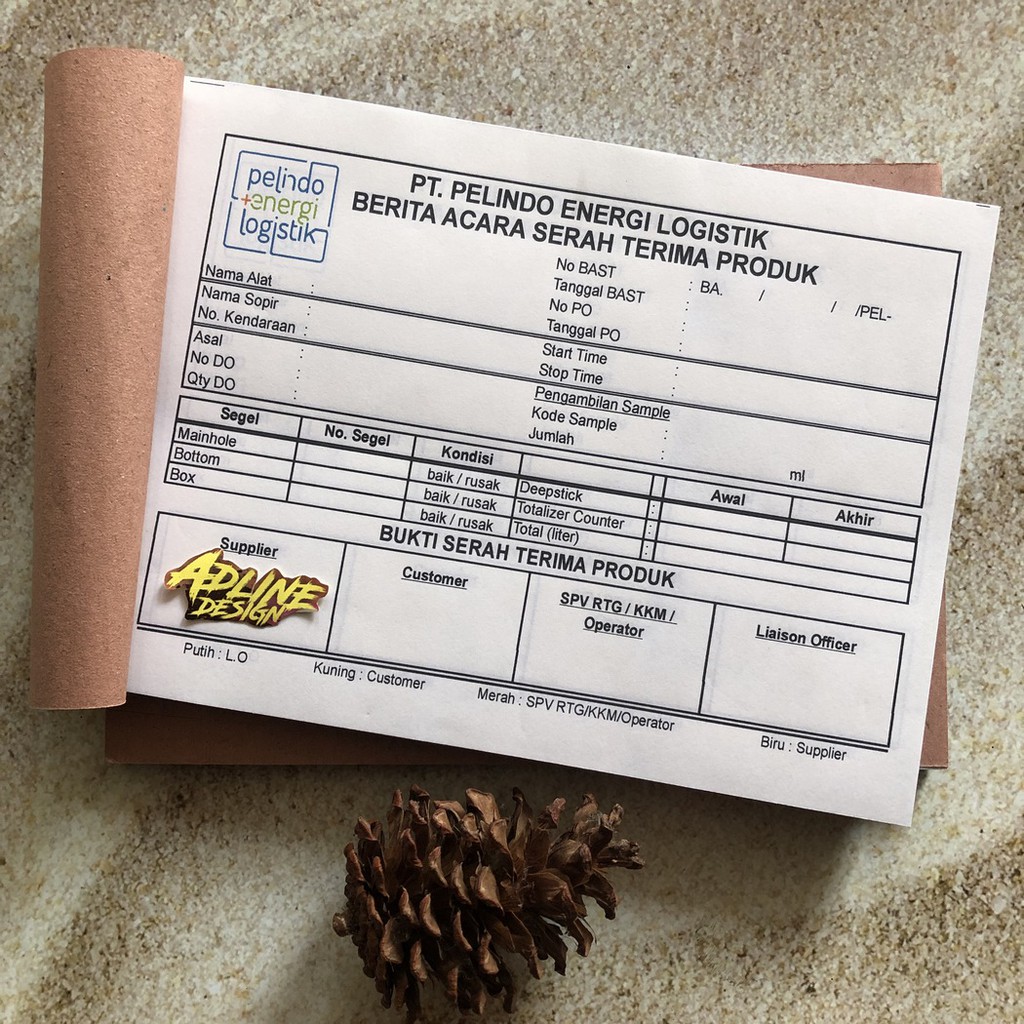 pelindo
+energi
logistik
PT. PELINDO ENERGI LOGISTIK
BERITA ACARA SERAH TERIMA PRODUK
Nama Alat :
Nama Sopir :
No. Kendaraan :
Asal :
No DO :
Qty DO :
No BAST : BA. / / /PEL-
Tanggal BAST :
No PO :
Tanggal PO :
Start Time :
Stop Time :
Pengambilan Sample
Kode Sample :
Jumlah : ml
Segel No. Segel Kondisi
Mainhole baik / rusak
Bottom baik / rusak
Box baik / rusak
Awal Akhir
Deepstick :
Totalizer Counter :
Total (liter) :
BUKTI SERAH TERIMA PRODUK
Supplier
Customer
SPV RTG / KKM /
Operator
Liaison Officer
ADLINE
DESIGN
Putih : L.O
Kuning : Customer
Merah : SPV RTG/KKM/Operator
Biru : Supplier